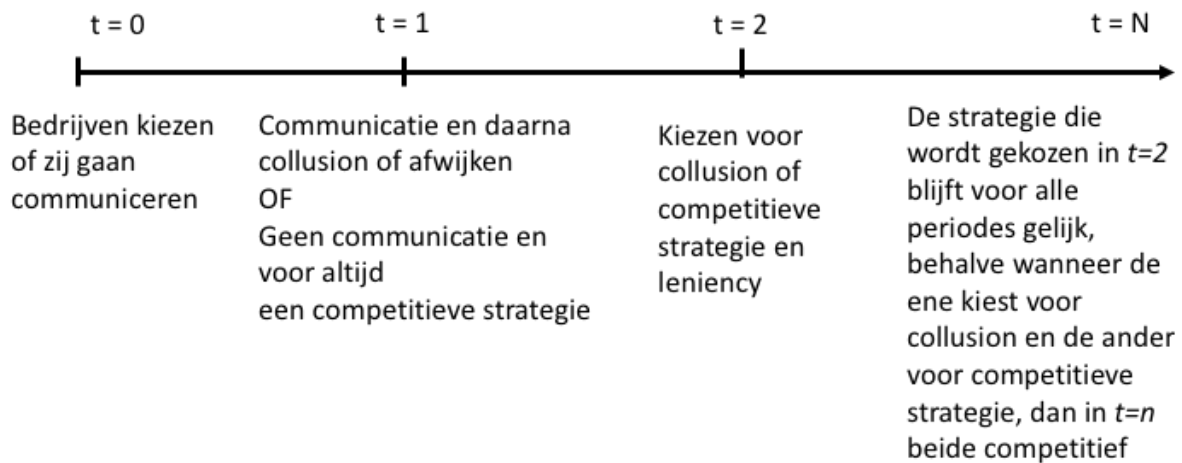 t = 0
t = 1
t = 2
t = N
Bedrijven kiezen
of zij gaan
communiceren
Communicatie en daarna
collusion of afwijken
OF
Geen communicatie en
voor altijd
een competitieve strategie
Kiezen voor
collusion of
competitieve
strategie en
leniency
De strategie die
wordt gekozen in t=2
blijft voor alle
periodes gelijk,
behalve wanneer de
ene kiest voor
collusion en de ander
voor competitieve
strategie, dan in t=n
beide competitief